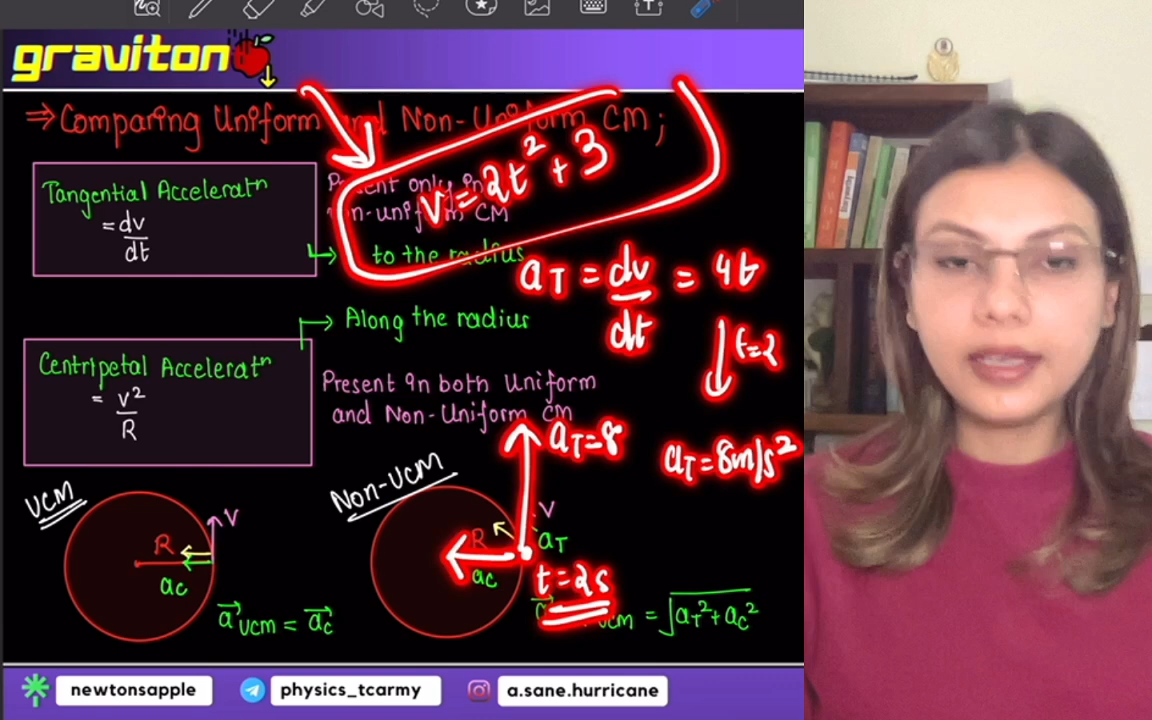 graviton
⇒ Comparing Uniform and Non-Uniform CM;
Tangential Acceleratⁿ
= dv/dt
Present only in
non-uniform CM
to the radius
v = 2t² + 3
aT = dv/dt = 4t
t=2
aT = 8m/s²
Along the radius
Centripetal Acceleratⁿ
= v²/R
Present in both Uniform
and Non-Uniform CM
aT = 8
UCM
V
R
ac
a⃗ UCM = a⃗c
Non-UCM
V
aT
R
ac
t = 2s
UCM = √aT² + ac²
newtonsapple
physics_tcarmy
a.sane.hurricane